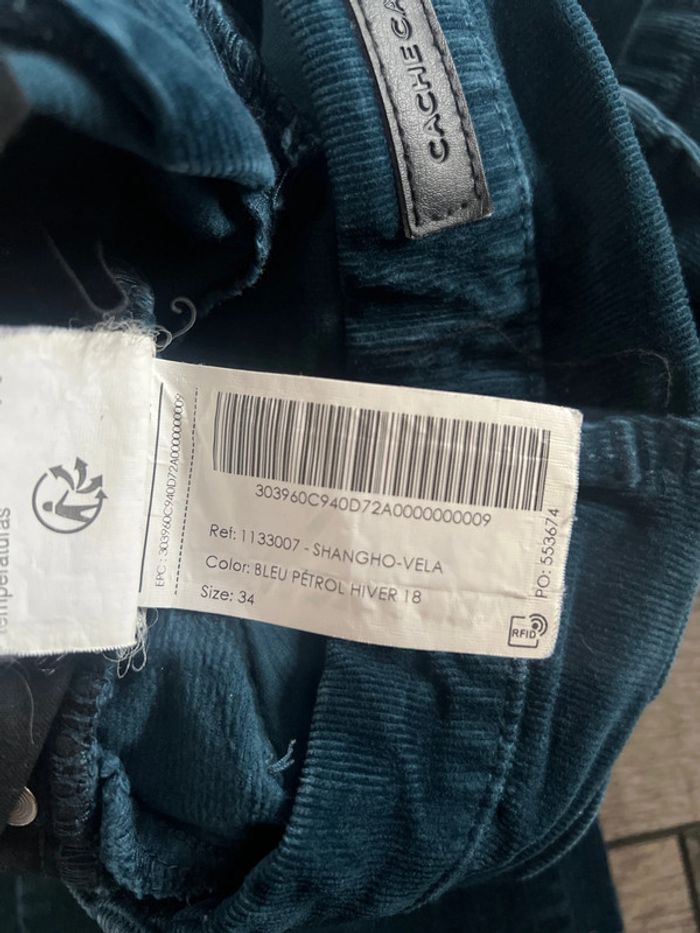 CACHE CA
303960C940D72A0000000009
Ref: 1133007 - SHANGHO-VELA
Color: BLEU PÉTROL HIVER 18
Size: 34
PO: 553674
RFID
EPC : 303960C940D72A0000000009
temperaturas